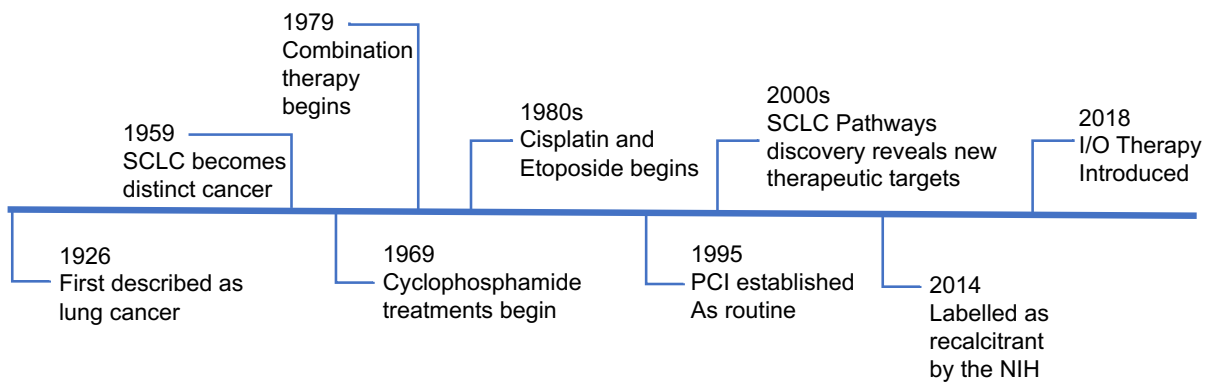 1926
First described as
lung cancer
1959
SCLC becomes
distinct cancer
1969
Cyclophosphamide
treatments begin
1979
Combination
therapy
begins
1980s
Cisplatin and
Etoposide begins
1995
PCI established
As routine
2000s
SCLC Pathways
discovery reveals new
therapeutic targets
2014
Labelled as
recalcitrant
by the NIH
2018
I/O Therapy
Introduced